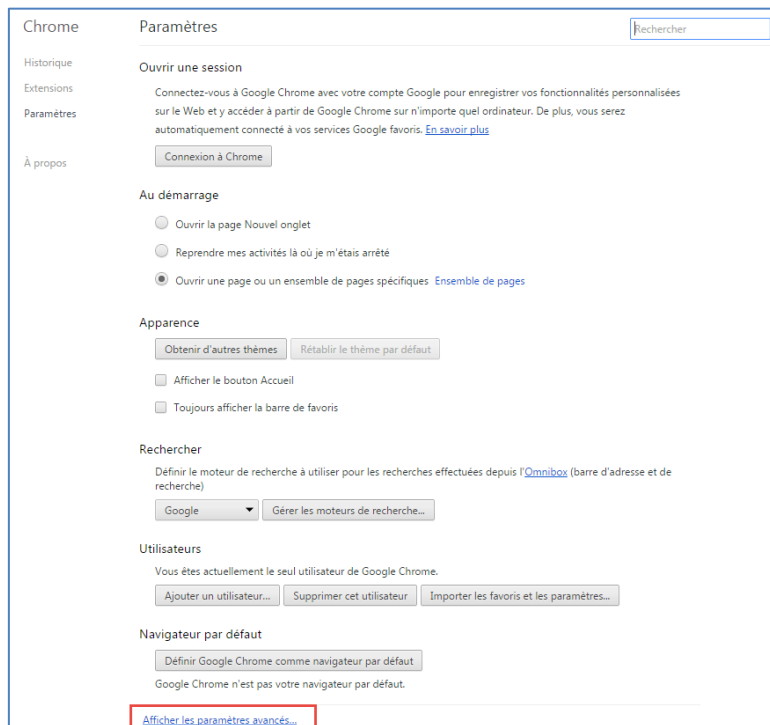 Chrome
Historique
Extensions
Paramètres
À propos
Paramètres
Rechercher
Ouvrir une session
Connectez-vous à Google Chrome avec votre compte Google pour enregistrer vos fonctionnalités personnalisées
sur le Web et y accéder à partir de Google Chrome sur n'importe quel ordinateur. De plus, vous serez
automatiquement connecté à vos services Google favoris. En savoir plus
Connexion à Chrome
Au démarrage
Ouvrir la page Nouvel onglet
Reprendre mes activités là où je m'étais arrêté
Ouvrir une page ou un ensemble de pages spécifiques Ensemble de pages
Apparence
Obtenir d'autres thèmes Rétablir le thème par défaut
Afficher le bouton Accueil
Toujours afficher la barre de favoris
Rechercher
Définir le moteur de recherche à utiliser pour les recherches effectuées depuis l'Omnibox (barre d'adresse et de
recherche)
Google Gérer les moteurs de recherche...
Utilisateurs
Vous êtes actuellement le seul utilisateur de Google Chrome.
Ajouter un utilisateur... Supprimer cet utilisateur Importer les favoris et les paramètres...
Navigateur par défaut
Définir Google Chrome comme navigateur par défaut
Google Chrome n'est pas votre navigateur par défaut.
Afficher les paramètres avancés...